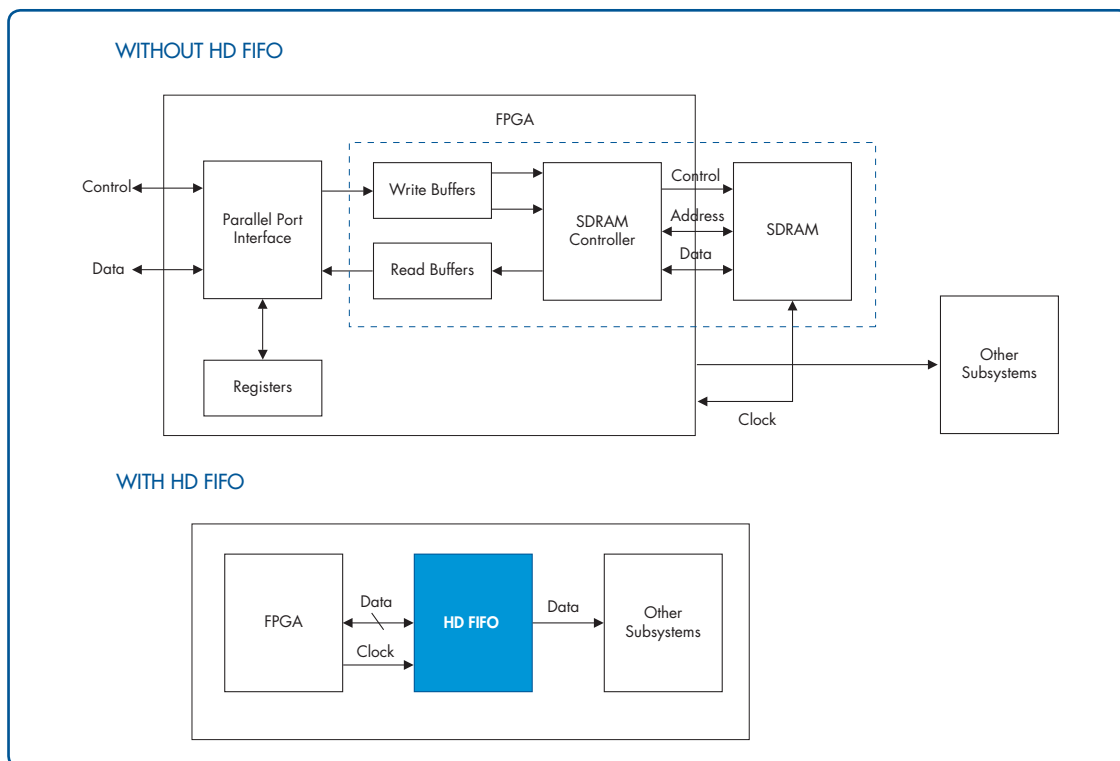 WITHOUT HD FIFO
FPGA
Control
Data
Parallel Port
Interface
Write Buffers
Read Buffers
SDRAM
Controller
Control
Address
Data
SDRAM
Registers
Clock
Other
Subsystems
WITH HD FIFO
FPGA
Data
Clock
HD FIFO
Data
Other
Subsystems